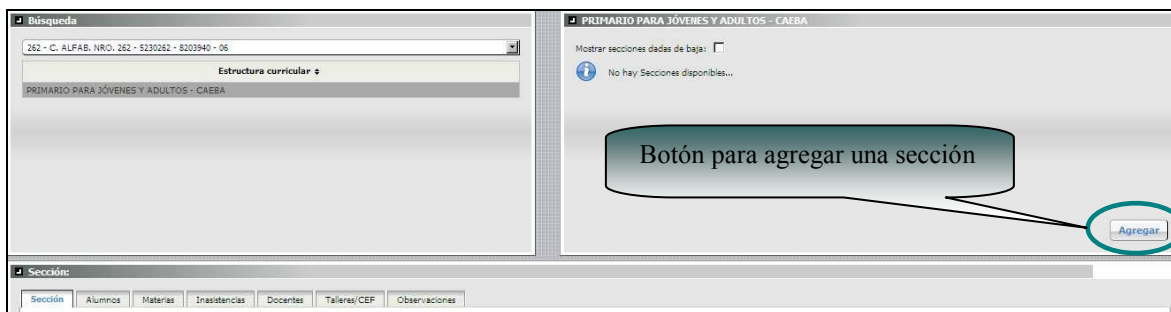 Búsqueda
262 - C. ALFAB. NRO. 262 - 5230262 - 8203940 - 06
Estructura curricular
PRIMARIO PARA JÓVENES Y ADULTOS - CAEBA
PRIMARIO PARA JÓVENES Y ADULTOS - CAEBA
Mostrar secciones dadas de baja:
No hay Secciones disponibles...
Botón para agregar una sección
Agregar
Sección:
Sección Alumnos Materias Inasistencias Docentes Talleres/CEF Observaciones